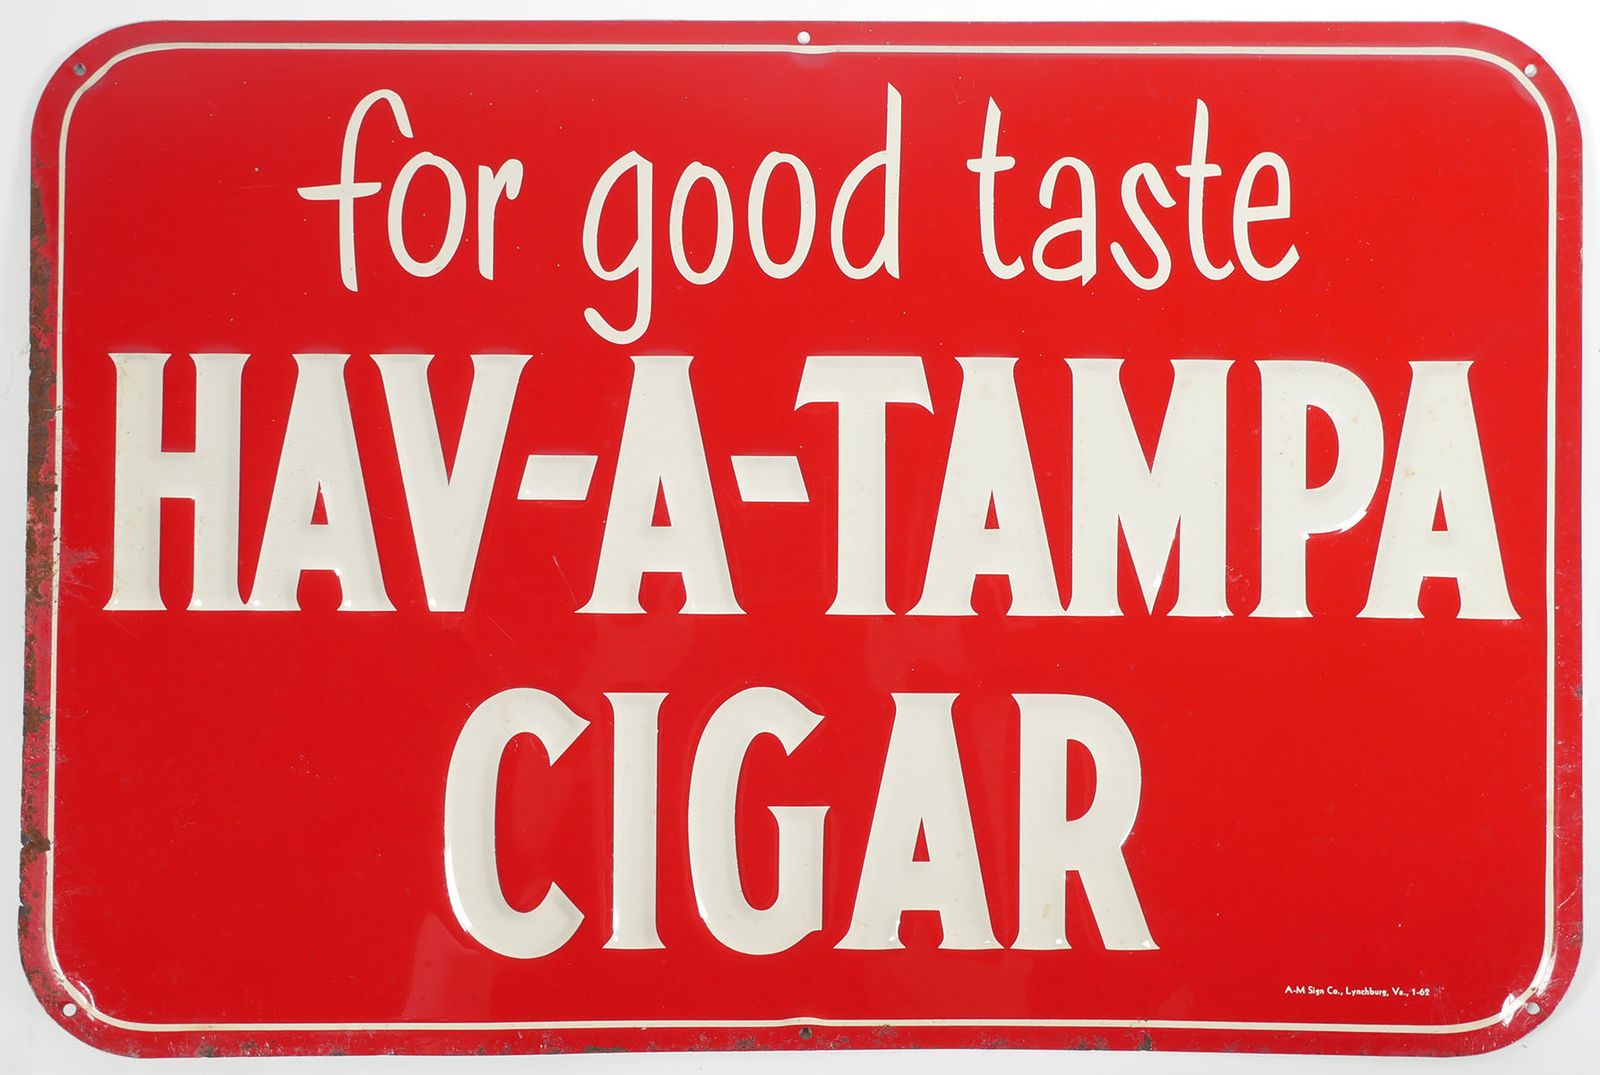 for good taste
HAV-A-TAMPA
CIGAR
A-M Sign Co., Lynchburg, Va., 1-62